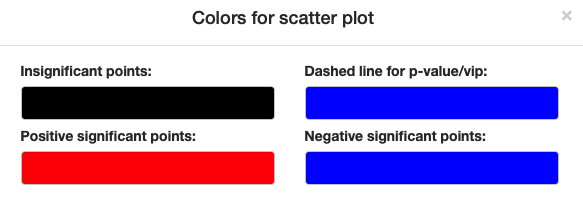 Colors for scatter plot
×
Insignificant points:
Dashed line for p-value/vip:
Positive significant points:
Negative significant points: